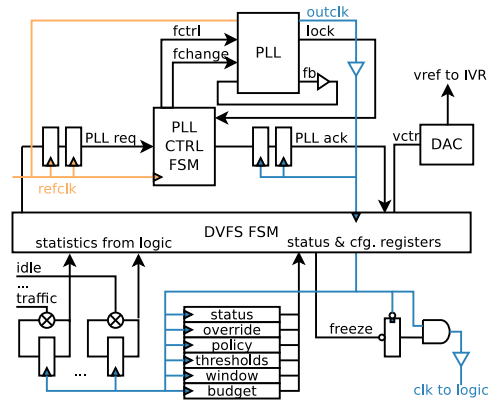 outclk
fctrl
PLL
lock
fchange
fb
vref to IVR
PLL req
PLL
CTRL
FSM
PLL ack
vctr
DAC
refclk
DVFS FSM
statistics from logic
status & cfg. registers
idle
...
traffic
status
override
policy
thresholds
window
budget
freeze
...
clk to logic